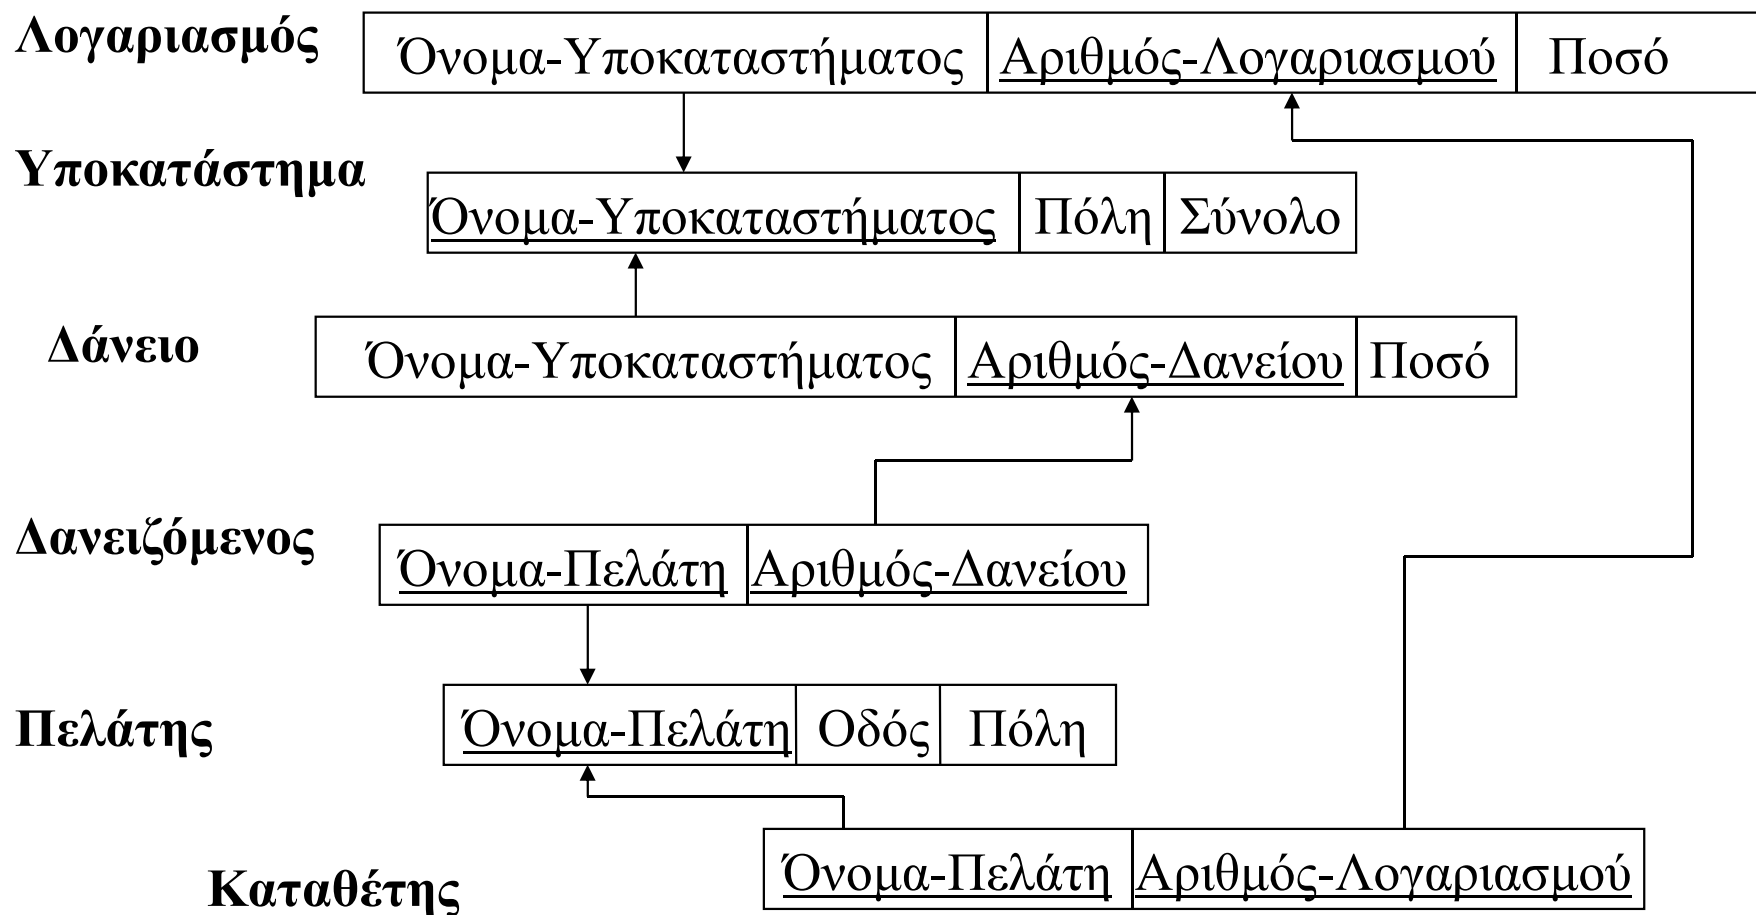 Λογαριασμός Όνομα-Υποκαταστήματος Αριθμός-Λογαριασμού Ποσό
Υποκατάστημα Όνομα-Υποκαταστήματος Πόλη Σύνολο
Δάνειο Όνομα-Υποκαταστήματος Αριθμός-Δανείου Ποσό
Δανειζόμενος Όνομα-Πελάτη Αριθμός-Δανείου
Πελάτης Όνομα-Πελάτη Οδός Πόλη
Καταθέτης Όνομα-Πελάτη Αριθμός-Λογαριασμού